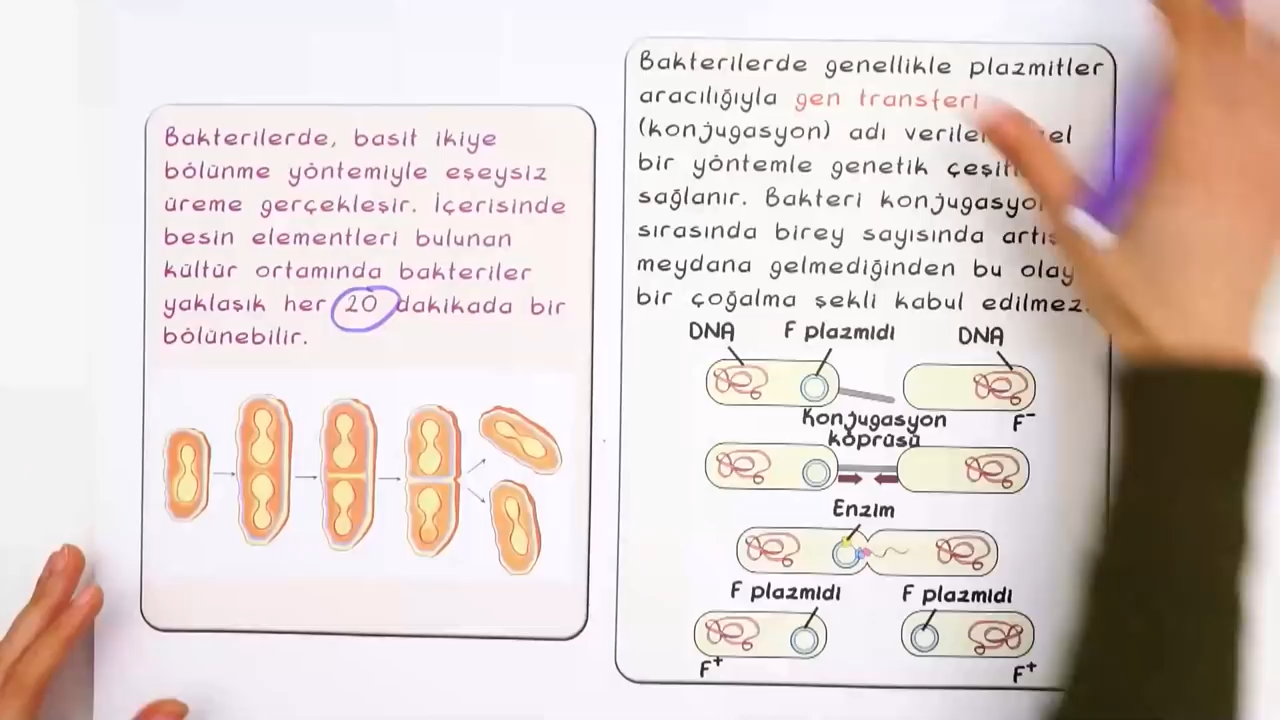 Bakterilerde, basit ikiye
bölünme yöntemiyle eşeysiz
üreme gerçekleşir. İçerisinde
besin elementleri bulunan
kültür ortamında bakteriler
yaklaşık her 20 dakikada bir
bölünebilir.
Bakterilerde genellikle plazmitler
aracılığıyla gen transferi
(konjugasyon) adı
bir yöntemle genetik
sağlanır. Bakteri
sırasında birey sayısında
meydana gelmediğinden bu olay
bir çoğalma şekli kabul edilmez.
DNA F plazmidi DNA
F⁻
Konjugasyon
köprüsü
Enzim
F plazmidi F plazmidi
F⁺ F⁺